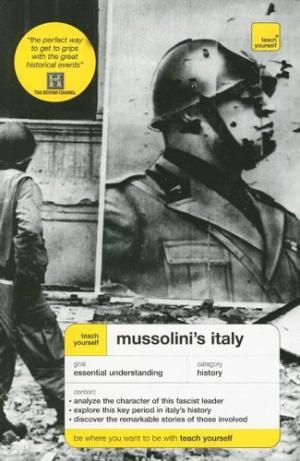 "the perfect way
to get to grips
with the great
historical events"
H
THE HISTORY CHANNEL
teach
yourself
teach
yourself
mussolini's italy
goal
essential understanding
category
history
content
• analyze the character of this fascist leader
• explore this key period in italy's history
• discover the remarkable stories of those involved
be where you want to be with teach yourself